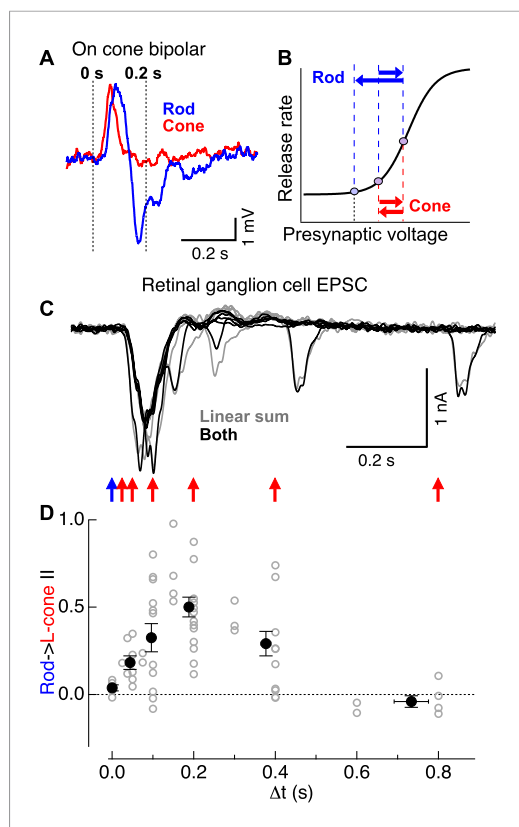 On cone bipolar
A
0 s 0.2 s
Rod
Cone
1 mV
0.2 s
B
Rod
Cone
Release rate
Presynaptic voltage
Retinal ganglion cell EPSC
C
Linear sum
Both
1 nA
0.2 s
D
Rod->L-cone II
1.0
0.5
0.0
0.0 0.2 0.4 0.6 0.8
Δt (s)